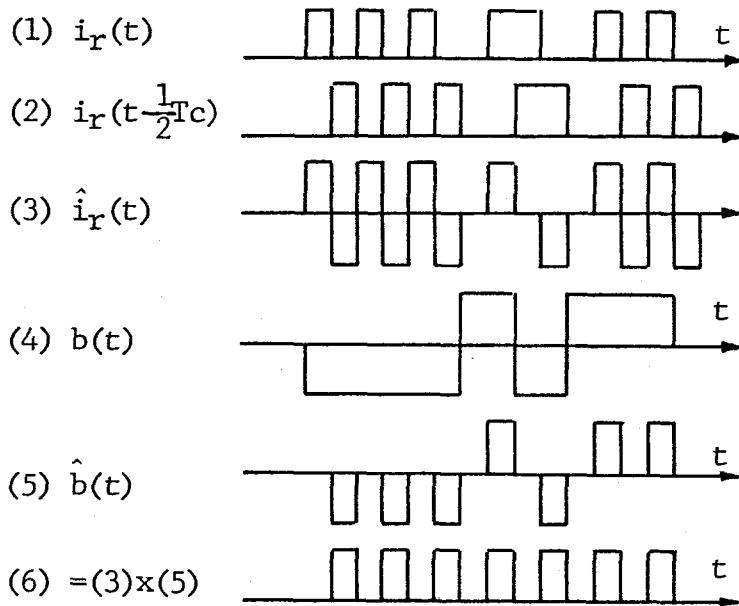 (1) i_r(t) t
(2) i_r(t-½Tc)
(3) î_r(t)
(4) b(t) t
(5) b̂(t) t
(6) =(3)x(5) t